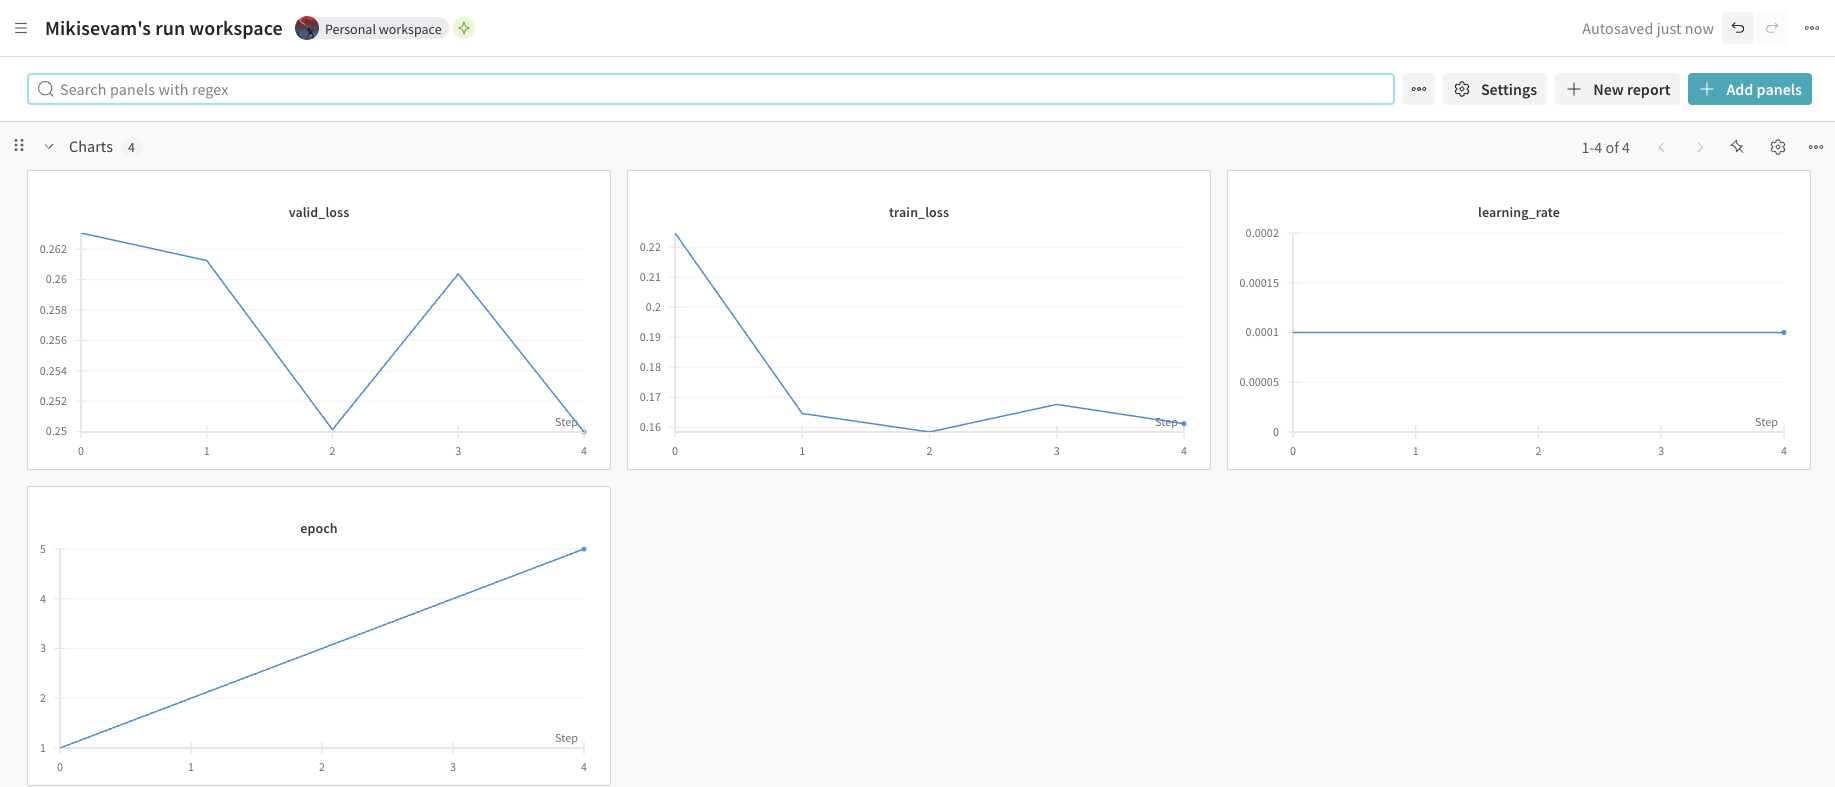 Mikisevam's run workspace Personal workspace Autosaved just now
Search panels with regex Settings New report Add panels
Charts 4 1-4 of 4
valid_loss
0.262
0.26
0.258
0.256
0.254
0.252
0.25
Step
0 1 2 3 4
train_loss
0.22
0.21
0.2
0.19
0.18
0.17
0.16
Step
0 1 2 3 4
learning_rate
0.0002
0.00015
0.0001
0.00005
0
Step
0 1 2 3 4
epoch
5
4
3
2
1
Step
0 1 2 3 4